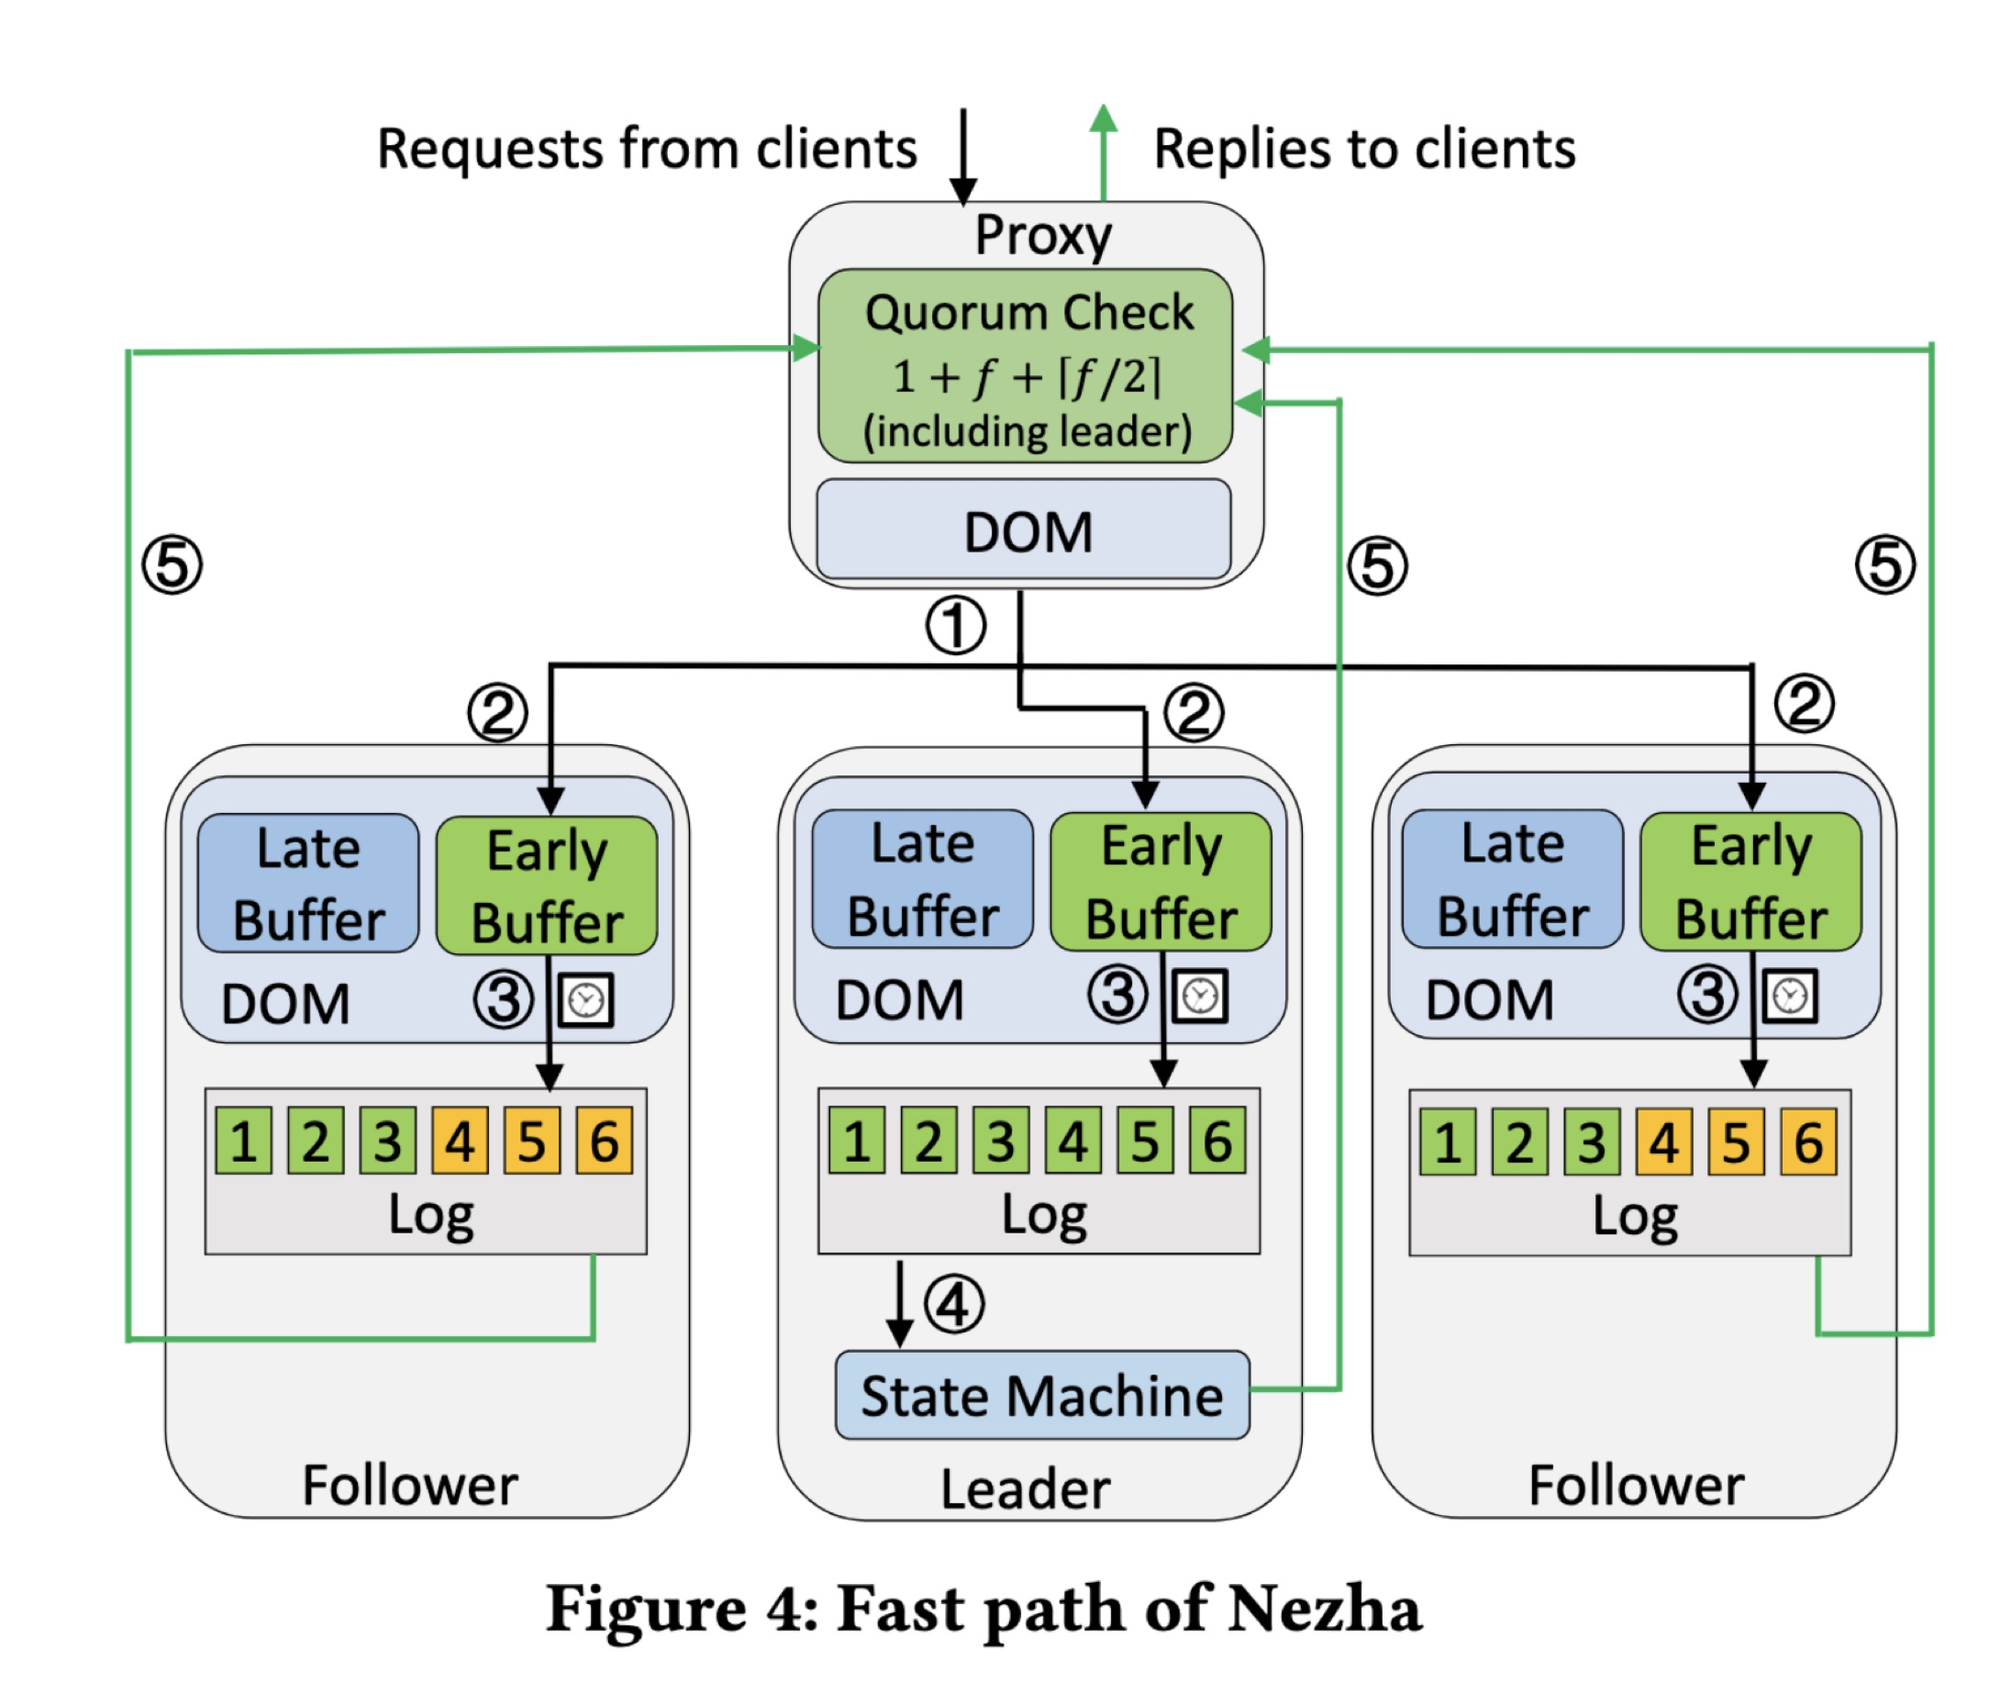 Requests from clients
Replies to clients
Proxy
Quorum Check
1 + f + ⌈f/2⌉
(including leader)
DOM
⑤
⑤
⑤
①
②
②
②
Late
Buffer
Early
Buffer
DOM
③
Late
Buffer
Early
Buffer
DOM
③
Late
Buffer
Early
Buffer
DOM
③
1 2 3 4 5 6
Log
1 2 3 4 5 6
Log
1 2 3 4 5 6
Log
④
State Machine
Follower
Leader
Follower
Figure 4: Fast path of Nezha